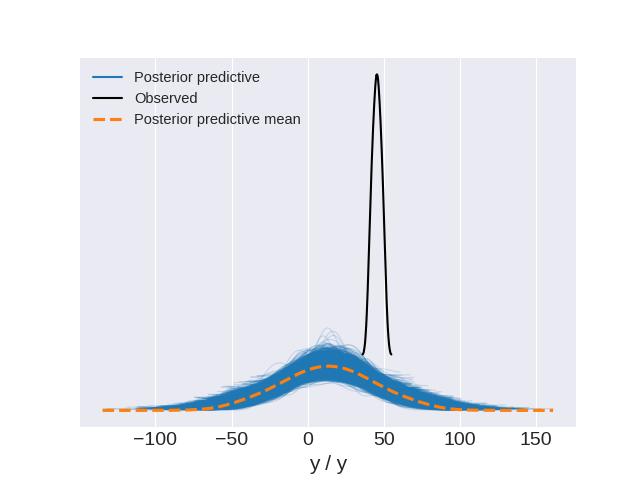 Posterior predictive
Observed
Posterior predictive mean
−100 −50 0 50 100 150
y / y